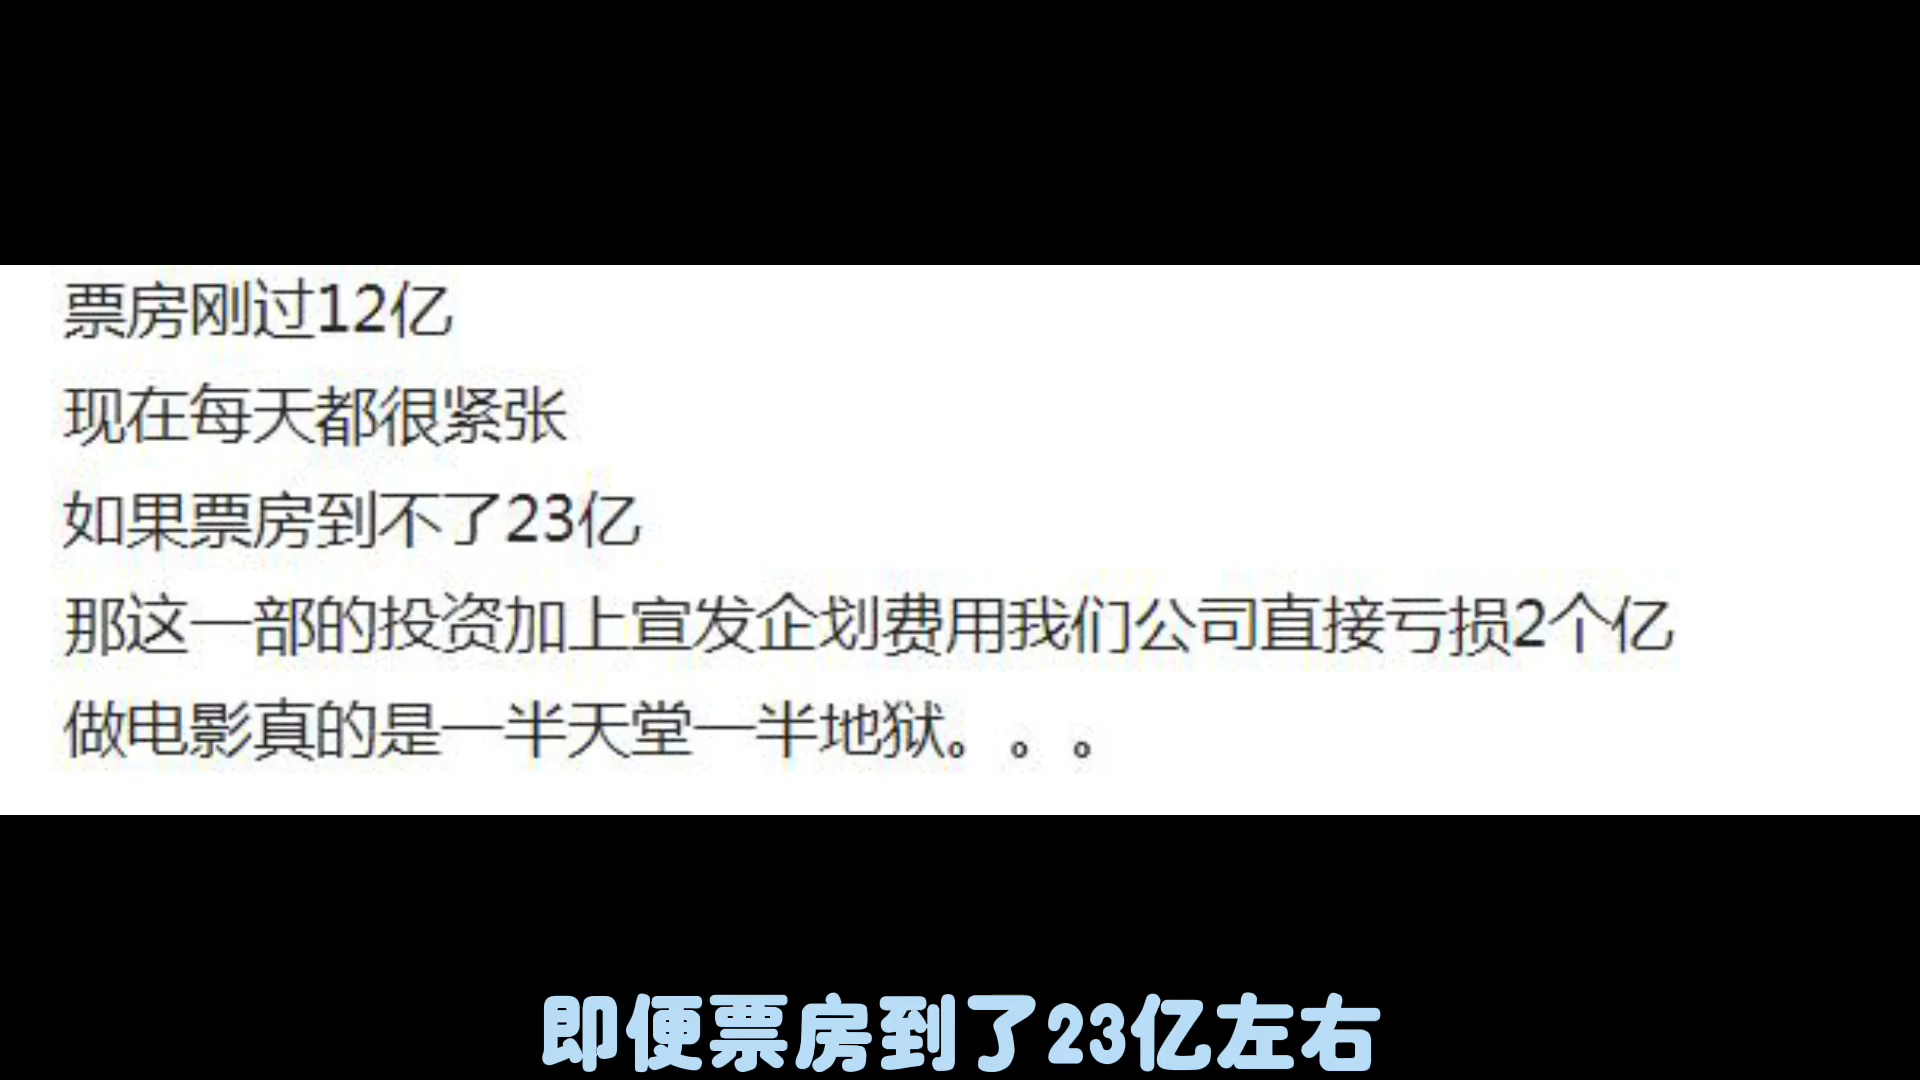 票房刚过12亿
现在每天都很紧张
如果票房到不了23亿
那这一部的投资加上宣发企划费用我们公司直接亏损2个亿
做电影真的是一半天堂一半地狱。。。
即便票房到了23亿左右